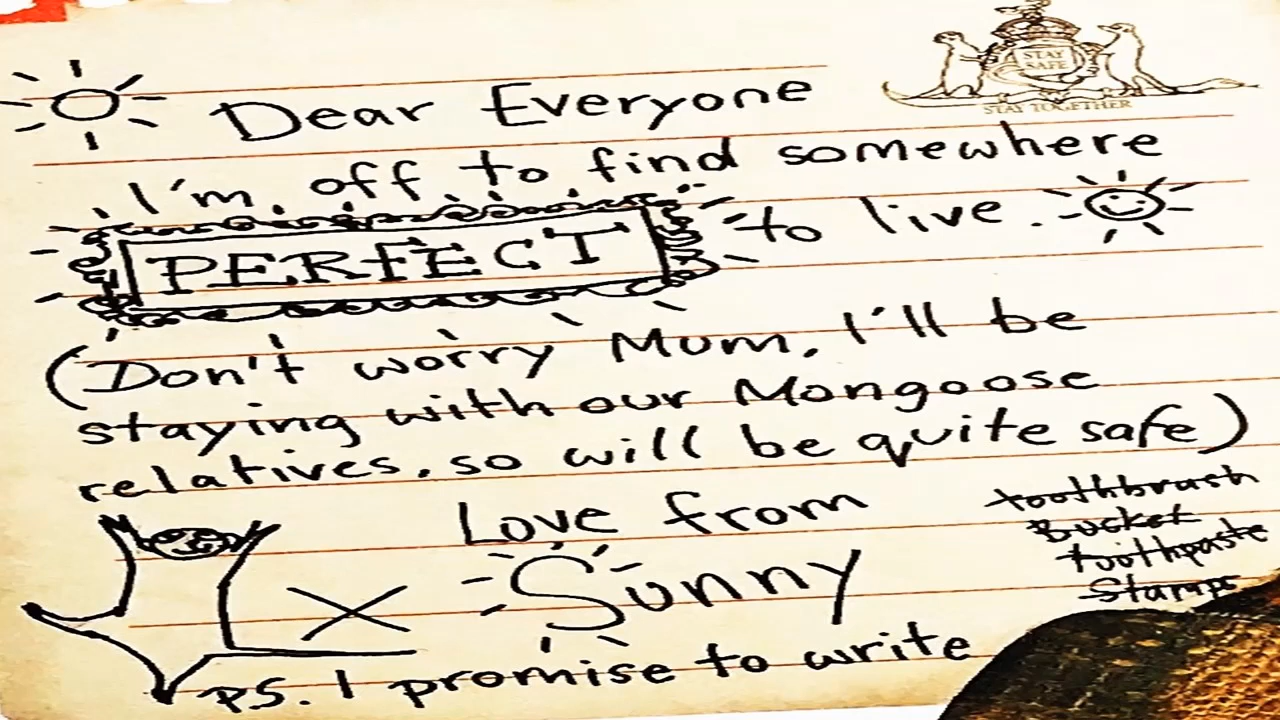 STAY
SAFE
STAY TOGETHER
Dear Everyone
I'm off to find somewhere
PERFECT to live.
(Don't worry Mum, I'll be
staying with our Mongoose
relatives, so will be quite safe)
Love from
x Sunny
P.S. I promise to write
toothbrush
Bucket
toothpaste
Stamps